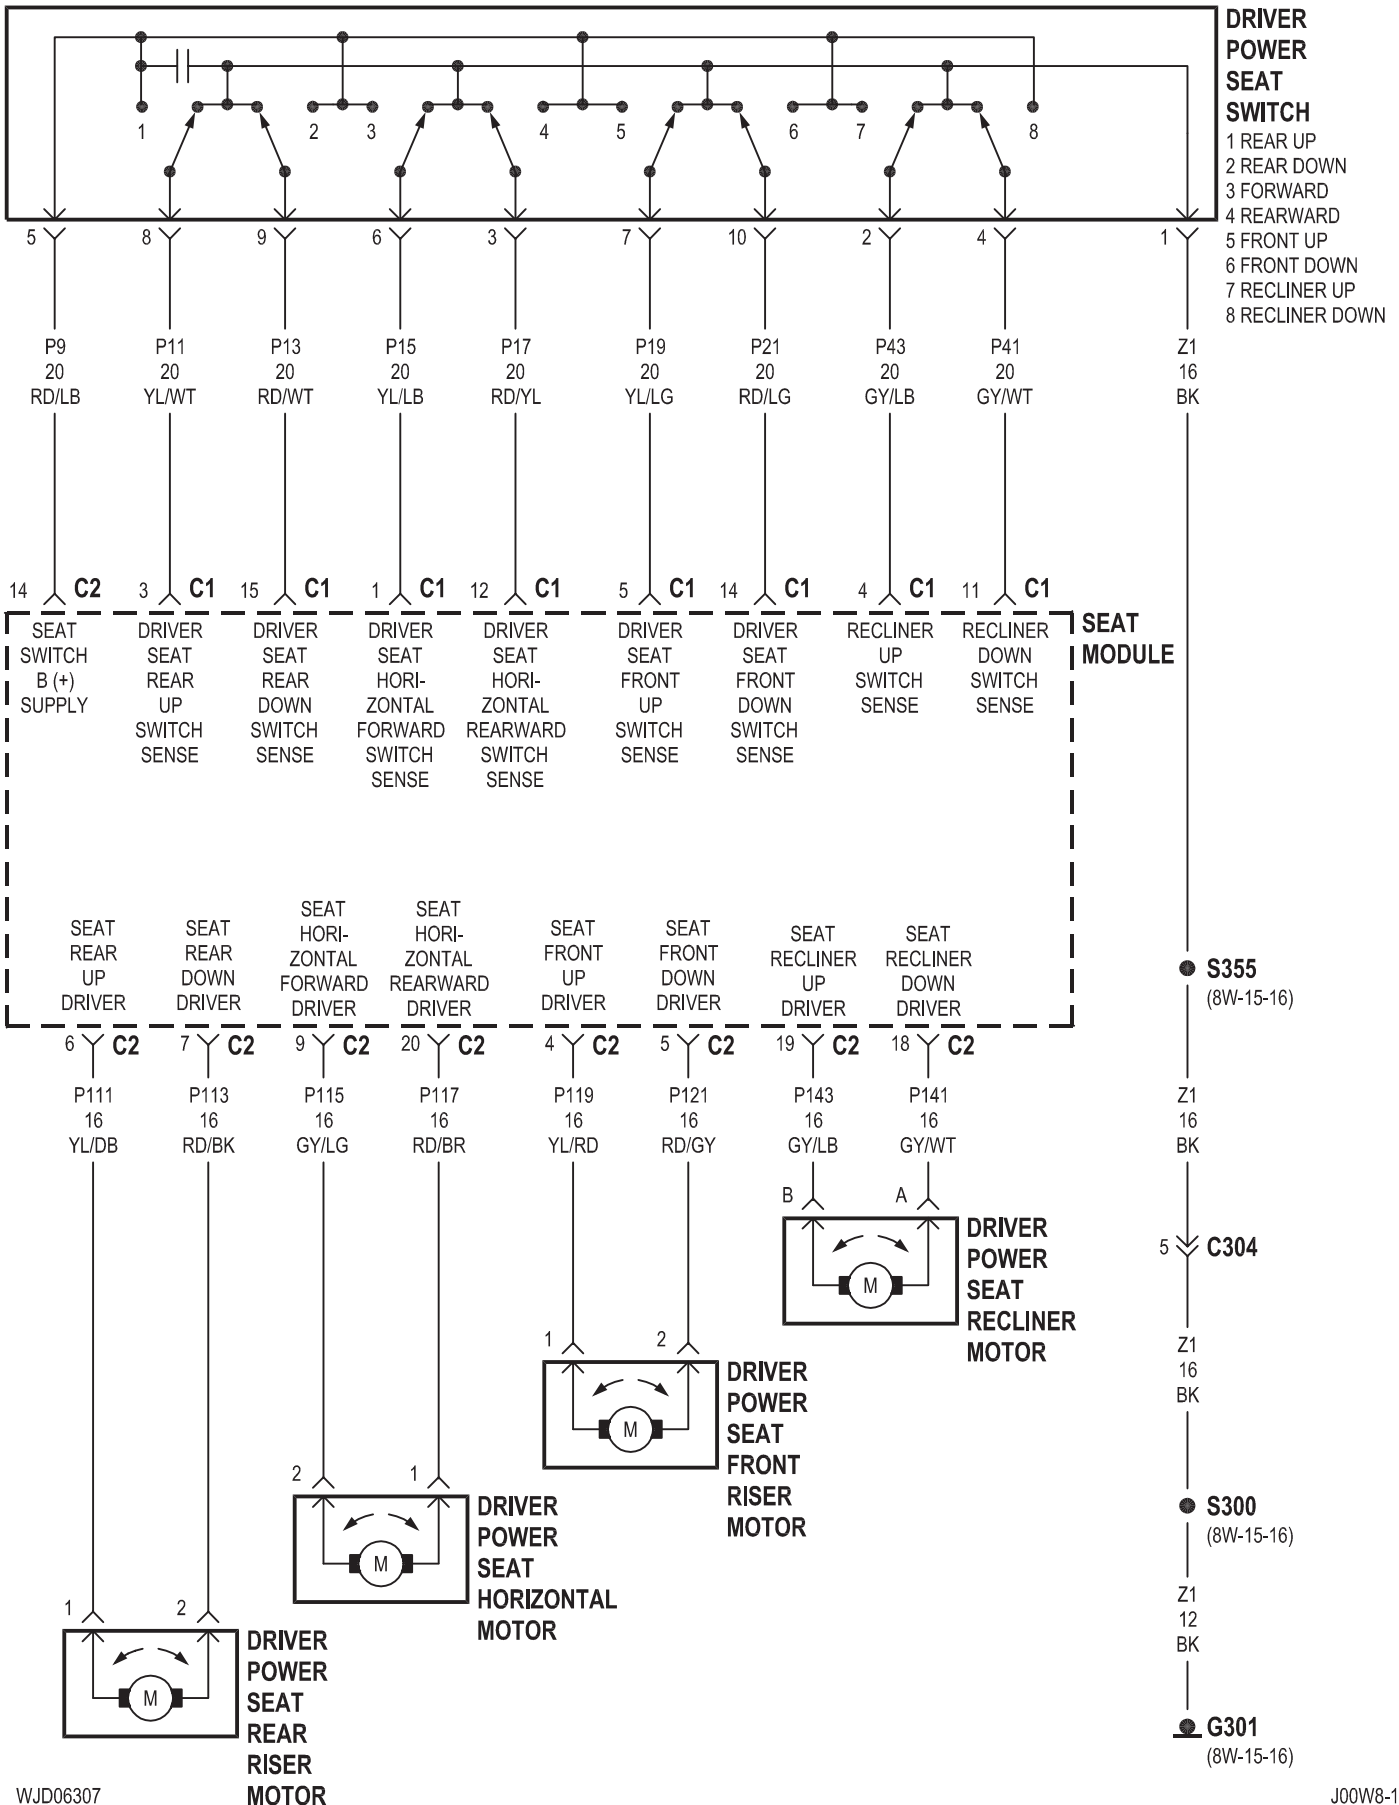 DRIVER
POWER
SEAT
SWITCH
1 REAR UP
2 REAR DOWN
3 FORWARD
4 REARWARD
5 FRONT UP
6 FRONT DOWN
7 RECLINER UP
8 RECLINER DOWN
1 2 3 4 5 6 7 8
5 8 9 6 3 7 10 2 4 1
P9 P11 P13 P15 P17 P19 P21 P43 P41 Z1
20 20 20 20 20 20 20 20 20 16
RD/LB YL/WT RD/WT YL/LB RD/YL YL/LG RD/LG GY/LB GY/WT BK
14 C2 3 C1 15 C1 1 C1 12 C1 5 C1 14 C1 4 C1 11 C1
SEAT
MODULE
SEAT
SWITCH
B (+)
SUPPLY
DRIVER
SEAT
REAR
UP
SWITCH
SENSE
DRIVER
SEAT
REAR
DOWN
SWITCH
SENSE
DRIVER
SEAT
HORI-
ZONTAL
FORWARD
SWITCH
SENSE
DRIVER
SEAT
HORI-
ZONTAL
REARWARD
SWITCH
SENSE
DRIVER
SEAT
FRONT
UP
SWITCH
SENSE
DRIVER
SEAT
FRONT
DOWN
SWITCH
SENSE
RECLINER
UP
SWITCH
SENSE
RECLINER
DOWN
SWITCH
SENSE
SEAT
REAR
UP
DRIVER
SEAT
REAR
DOWN
DRIVER
SEAT
HORI-
ZONTAL
FORWARD
DRIVER
SEAT
HORI-
ZONTAL
REARWARD
DRIVER
SEAT
FRONT
UP
DRIVER
SEAT
FRONT
DOWN
DRIVER
SEAT
RECLINER
UP
DRIVER
SEAT
RECLINER
DOWN
DRIVER
S355
(8W-15-16)
6 C2 7 C2 9 C2 20 C2 4 C2 5 C2 19 C2 18 C2
P111 P113 P115 P117 P119 P121 P143 P141 Z1
16 16 16 16 16 16 16 16 16
YL/DB RD/BK GY/LG RD/BR YL/RD RD/GY GY/LB GY/WT BK
B A
M
DRIVER
POWER
SEAT
RECLINER
MOTOR
5 C304
Z1
16
BK
1 2
M
DRIVER
POWER
SEAT
FRONT
RISER
MOTOR
2 1
M
DRIVER
POWER
SEAT
HORIZONTAL
MOTOR
S300
(8W-15-16)
Z1
12
BK
1 2
M
DRIVER
POWER
SEAT
REAR
RISER
MOTOR
G301
(8W-15-16)
WJD06307
J00W8-1